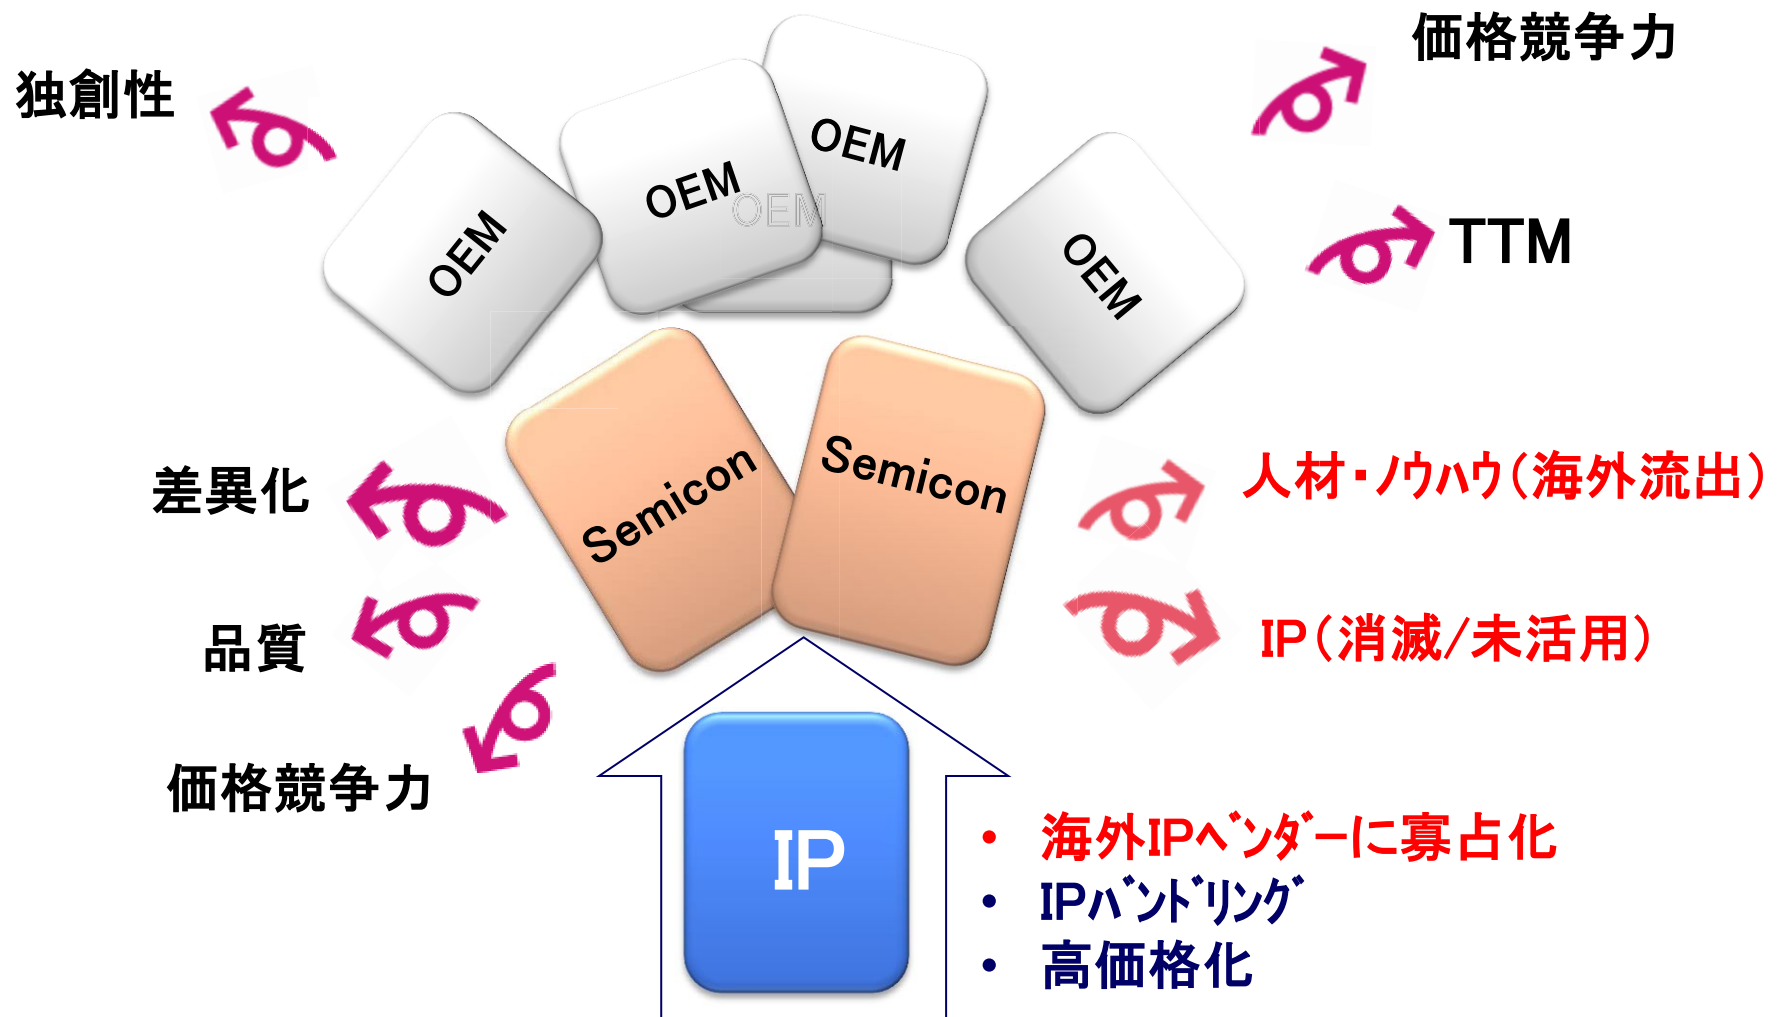 価格競争力
独創性
OEM
OEM
OEM
OEM
OEM
TTM
差異化
Semicon
Semicon
人材・ノウハウ(海外流出)
品質
IP(消滅/未活用)
価格競争力
IP
• 海外IPベンダーに寡占化
• IPバンドリング
• 高価格化